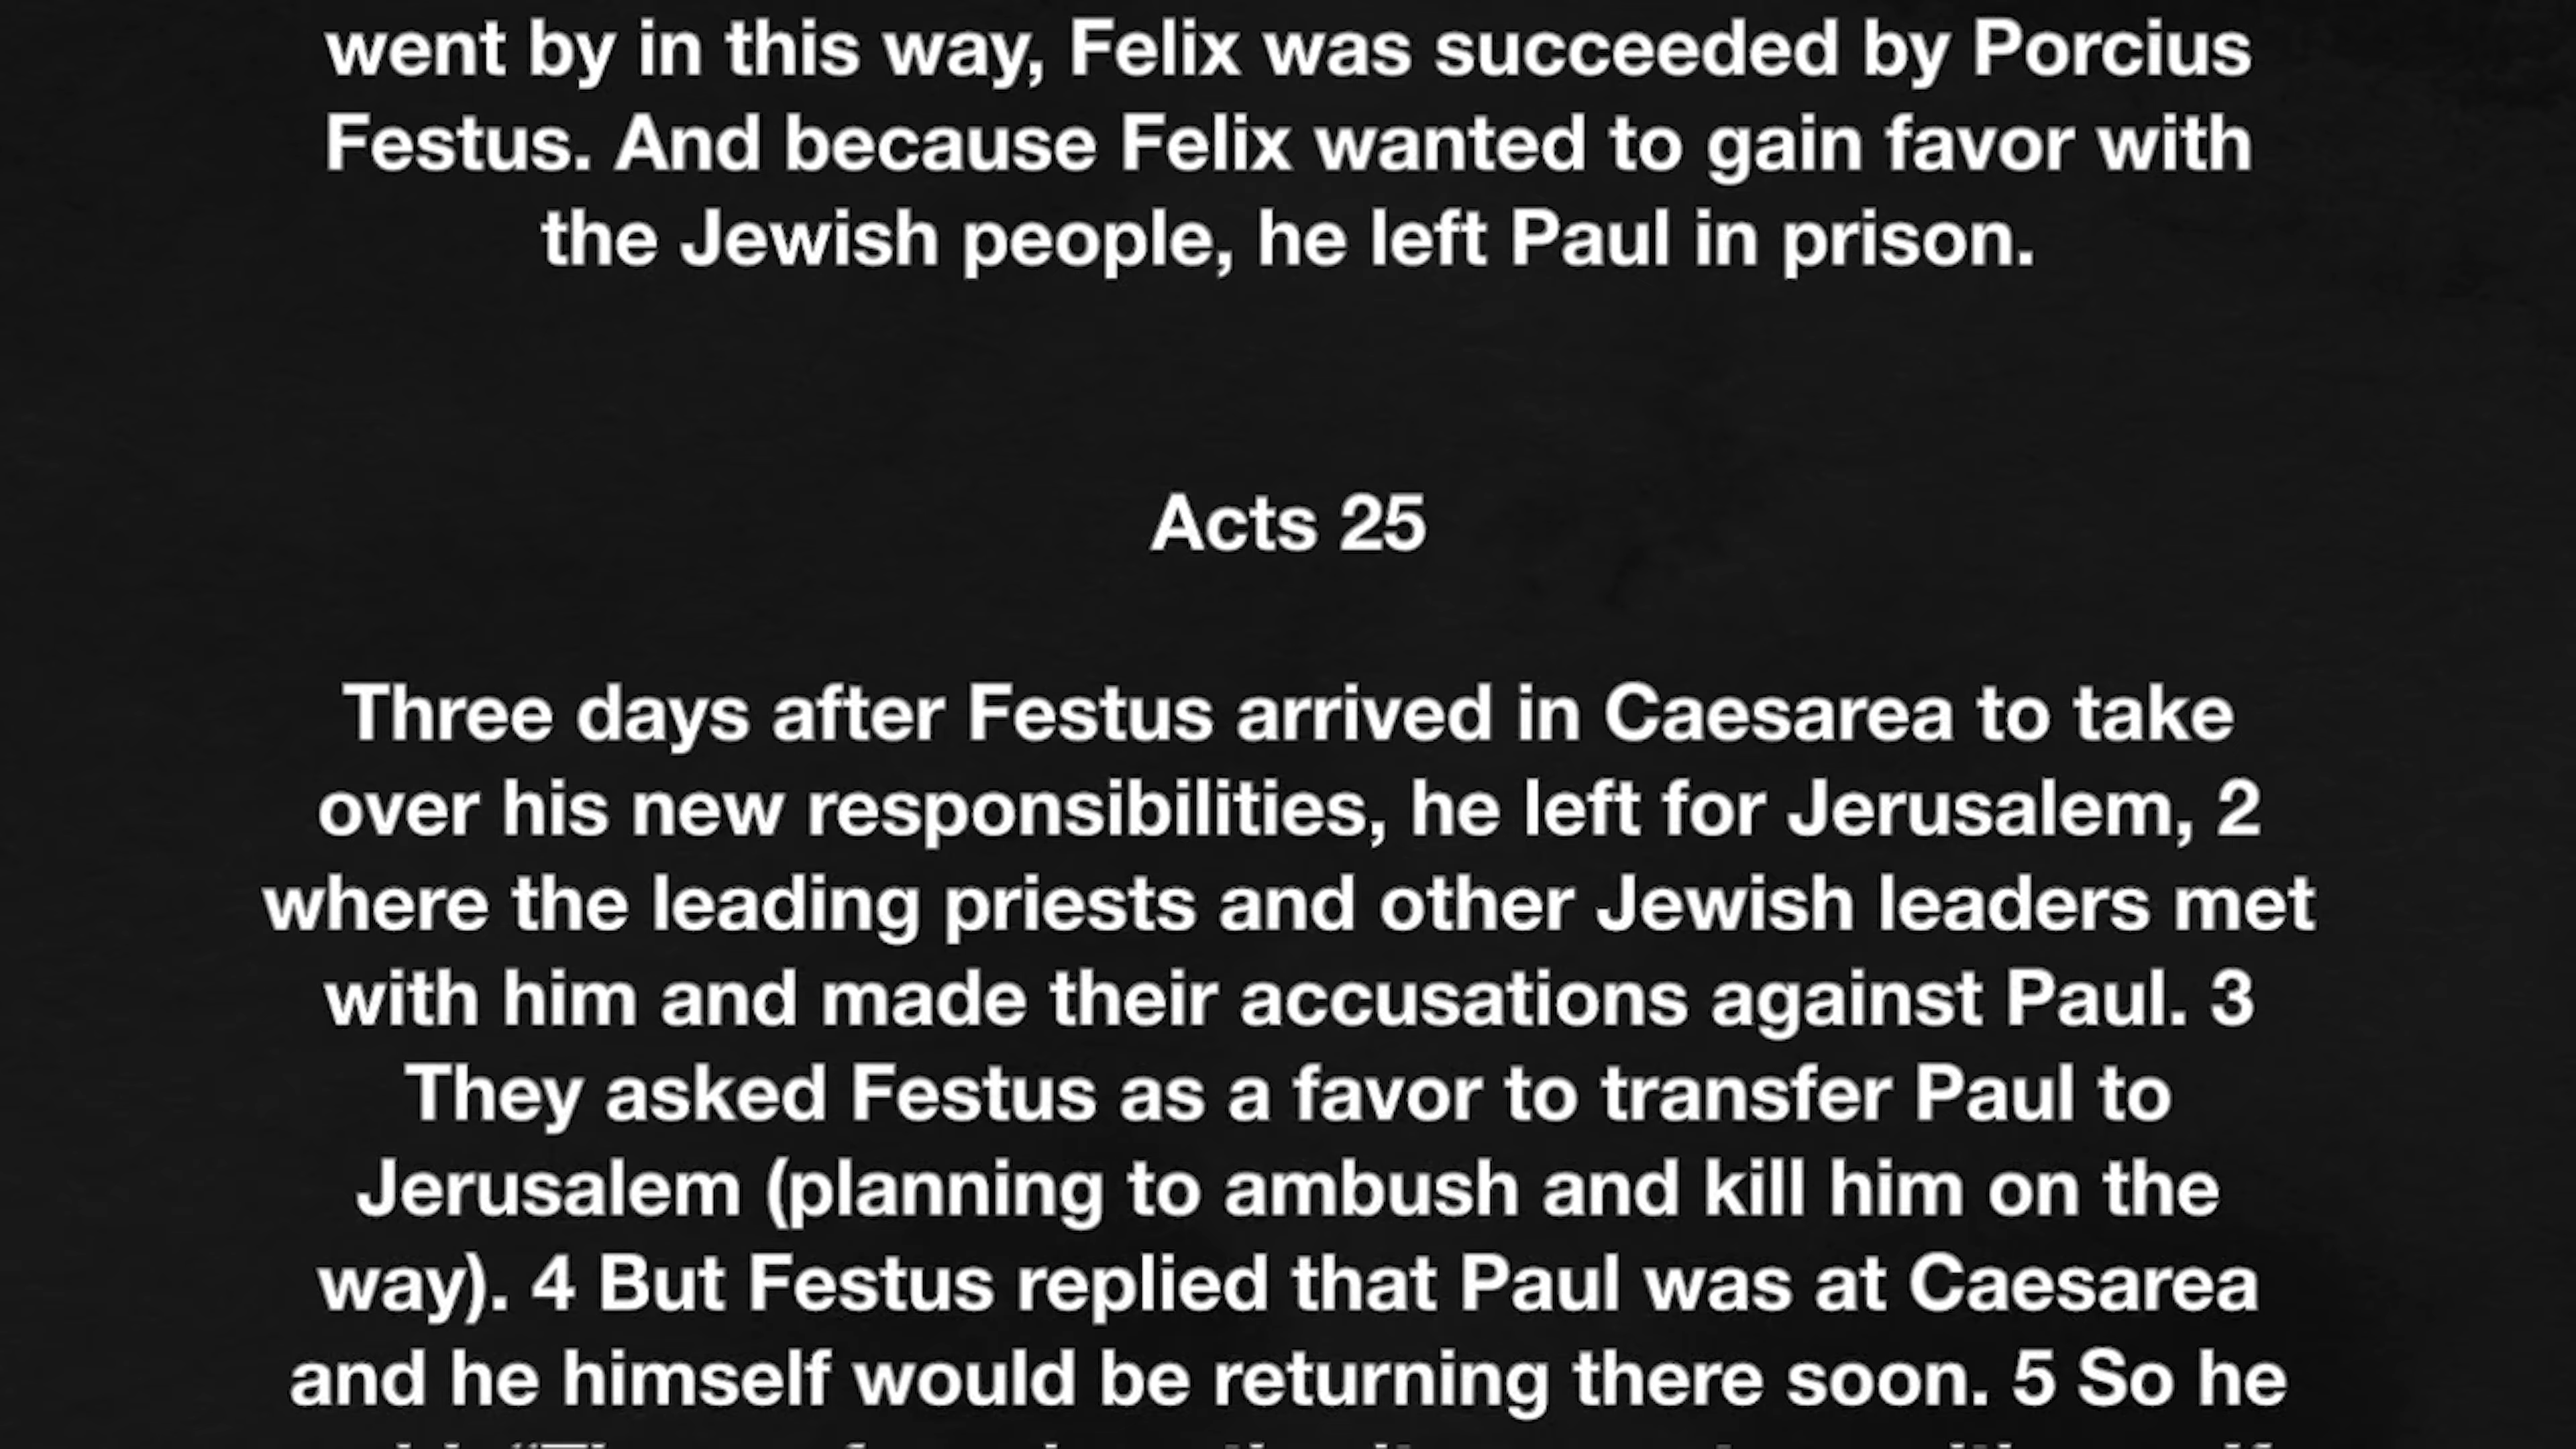 went by in this way, Felix was succeeded by Porcius
Festus. And because Felix wanted to gain favor with
the Jewish people, he left Paul in prison.
Acts 25
Three days after Festus arrived in Caesarea to take
over his new responsibilities, he left for Jerusalem, 2
where the leading priests and other Jewish leaders met
with him and made their accusations against Paul. 3
They asked Festus as a favor to transfer Paul to
Jerusalem (planning to ambush and kill him on the
way). 4 But Festus replied that Paul was at Caesarea
and he himself would be returning there soon. 5 So he